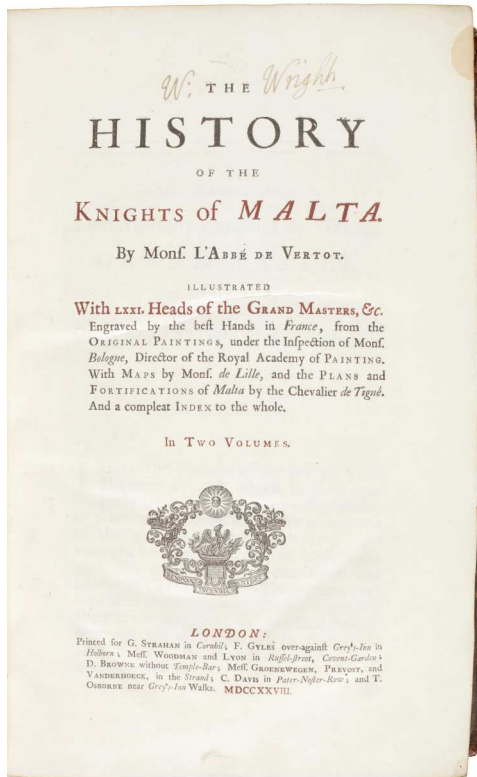 W: Wright
THE
HISTORY
OF THE
KNIGHTS of MALTA.
By Monſ. L'ABBÉ DE VERTOT.
ILLUSTRATED
With LXXI. Heads of the GRAND MASTERS, &c.
Engraved by the beſt Hands in France, from the
ORIGINAL PAINTINGS, under the Inſpection of Monſ.
Bologne, Director of the Royal Academy of PAINTING.
With MAPS by Monſ. de Lille, and the PLANS and
FORTIFICATIONS of Malta by the Chevalier de Tigné.
And a compleat INDEX to the whole.
In TWO VOLUMES.
LONDON:
Printed for G. STRAHAN in Cornhil; F. GYLES over-againſt Grey's-Inn in
Holborn; Meſſ. WOODMAN and LYON in Ruſſel-ſtreet, Covent-Garden;
D. BROWNE without Temple-Bar; Meſſ. GROENEWEGEN, PREVOST, and
VANDERHOECK, in the Strand; C. DAVIS in Pater-Noſter-Row; and T.
OSBORNE near Grey's-Inn Walks. MDCCXXVIII.